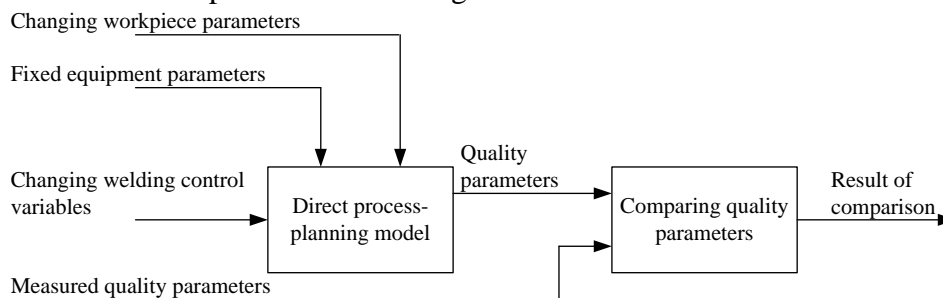 Changing workpiece parameters
Fixed equipment parameters
Changing welding control
variables
Direct process-
planning model
Quality
parameters
Comparing quality
parameters
Result of
comparison
Measured quality parameters